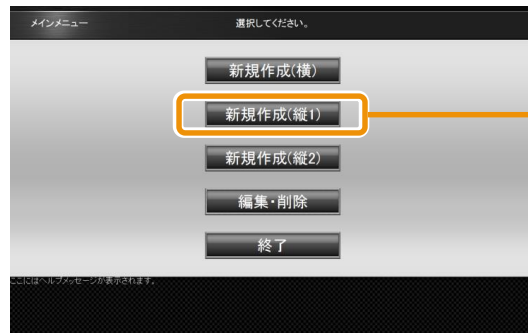 メインメニュー 選択してください。
新規作成(横)
新規作成(縦1)
新規作成(縦2)
編集・削除
終了
ここにはヘルプメッセージが表示されます。